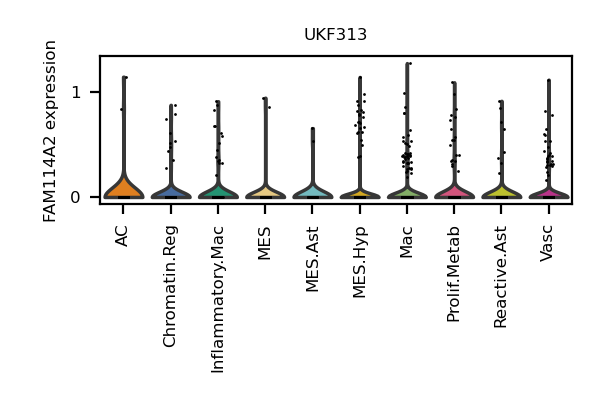 UKF313
FAM114A2 expression
1
0
AC
Chromatin.Reg
Inflammatory.Mac
MES
MES.Ast
MES.Hyp
Mac
Prolif.Metab
Reactive.Ast
Vasc